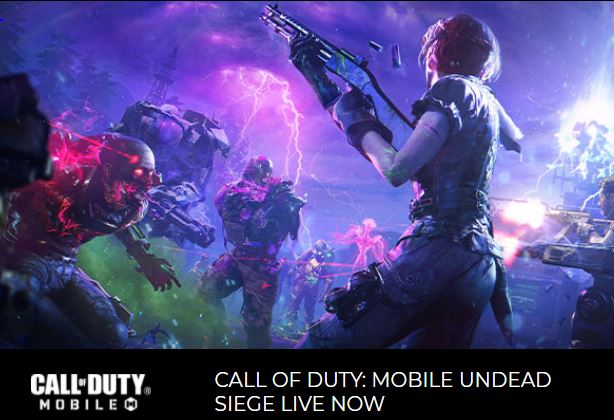 CALL OF DUTY®
MOBILE
CALL OF DUTY: MOBILE UNDEAD
SIEGE LIVE NOW